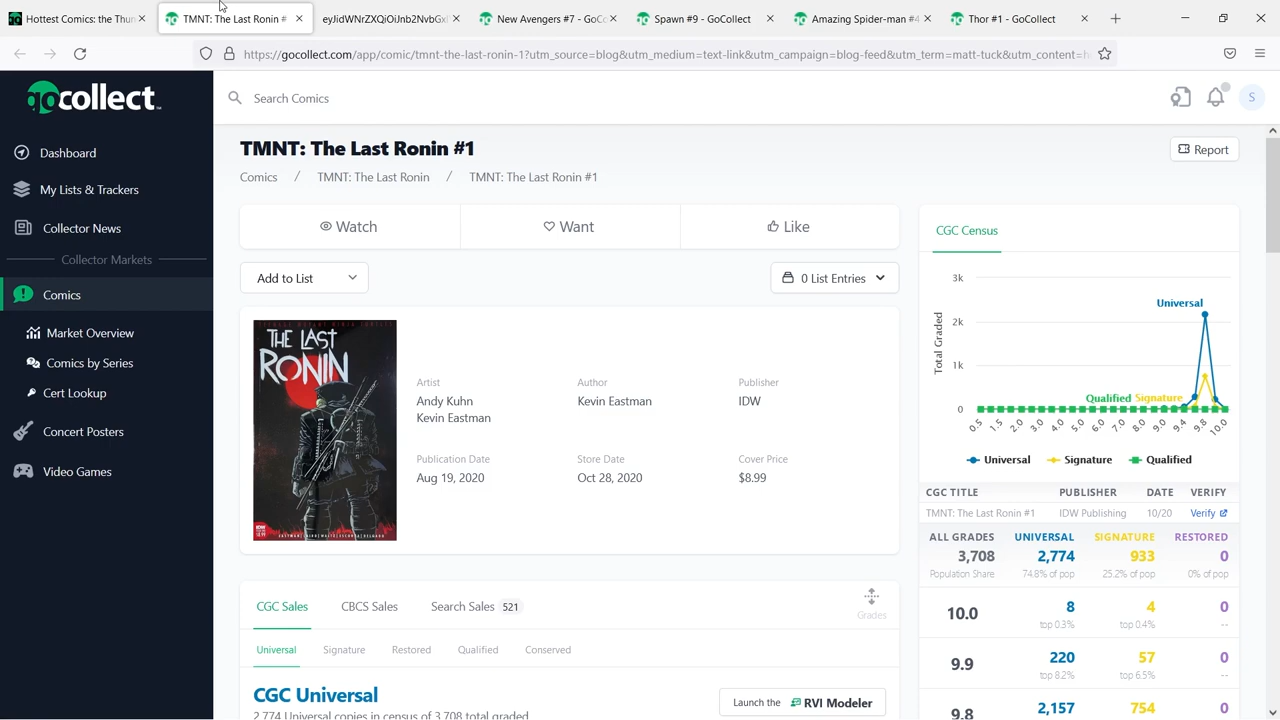 Hottest Comics: the Thun
TMNT: The Last Ronin #
eyJidWNrZXQiOiJnb2NvbGx
New Avengers #7 - GoCo
Spawn #9 - GoCollect
Amazing Spider-man #4
Thor #1 - GoCollect
https://gocollect.com/app/comic/tmnt-the-last-ronin-1?utm_source=blog&utm_medium=text-link&utm_campaign=blog-feed&utm_term=matt-tuck&utm_content=h
gocollect
Search Comics
S
Dashboard
My Lists & Trackers
Collector News
Collector Markets
Comics
Market Overview
Comics by Series
Cert Lookup
Concert Posters
Video Games
TMNT: The Last Ronin #1
Report
Comics / TMNT: The Last Ronin / TMNT: The Last Ronin #1
Watch
Want
Like
Add to List
0 List Entries
THE LAST
RONIN
IDW
Artist
Andy Kuhn
Kevin Eastman
Author
Kevin Eastman
Publisher
IDW
Publication Date
Aug 19, 2020
Store Date
Oct 28, 2020
Cover Price
$8.99
CGC Sales
CBCS Sales
Search Sales 521
Grades
Universal
Signature
Restored
Qualified
Conserved
CGC Universal
2,774 Universal copies in census of 3,708 total graded
Launch the RVI Modeler
CGC Census
3k
2k
1k
0
Total Graded
Universal
Qualified
Signature
0.5 1.5 2.0 3.0 4.0 5.0 6.0 7.0 8.0 9.0 9.4 9.8 10.0
Universal Signature Qualified
CGC TITLE PUBLISHER DATE VERIFY
TMNT: The Last Ronin #1 IDW Publishing 10/20 Verify
ALL GRADES UNIVERSAL SIGNATURE RESTORED
3,708 2,774 933 0
Population Share 74.8% of pop 25.2% of pop 0% of pop
10.0 8 4 0
top 0.3% top 0.4% --
9.9 220 57 0
top 8.2% top 6.5% --
9.8 2,157 754 0